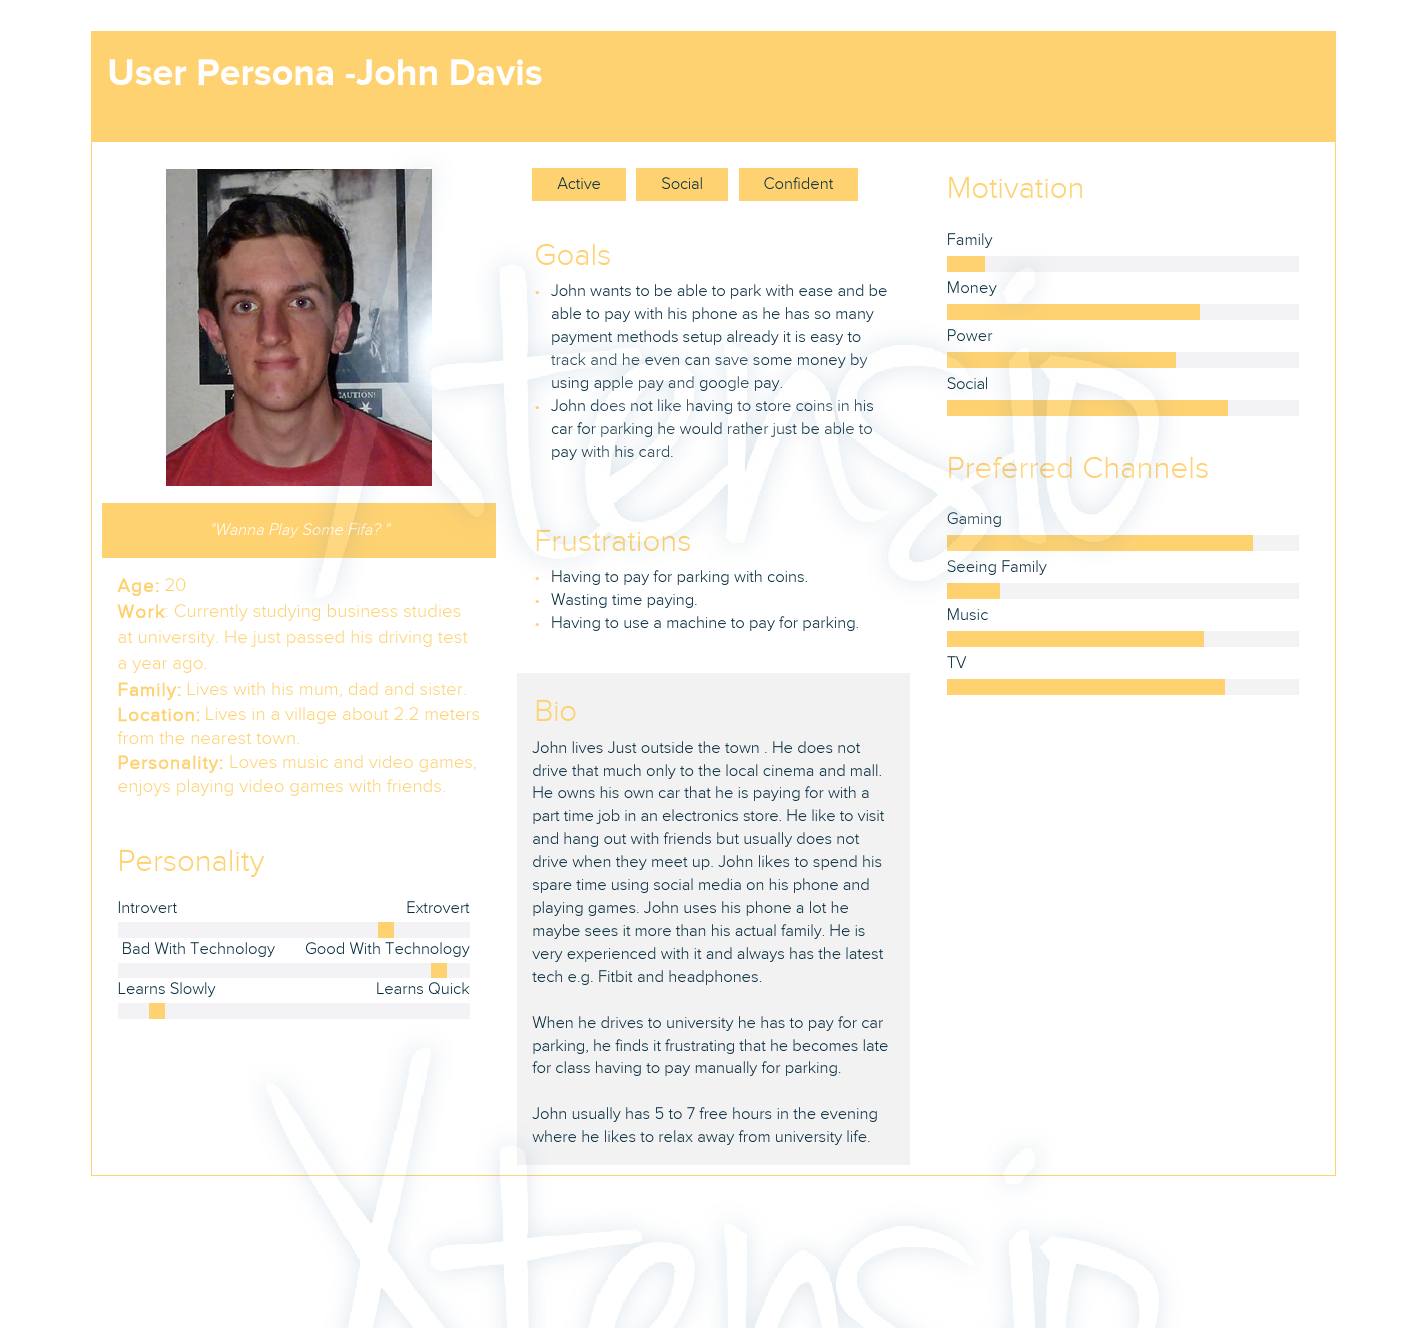 User Persona -John Davis
CAUTION!
"Wanna Play Some Fifa? "
Age: 20
Work: Currently studying business studies
at university. He just passed his driving test
a year ago.
Family: Lives with his mum, dad and sister.
Location: Lives in a village about 2.2 meters
from the nearest town.
Personality: Loves music and video games,
enjoys playing video games with friends.
Personality
Introvert Extrovert
Bad With Technology Good With Technology
Learns Slowly Learns Quick
Active Social Confident
Goals
John wants to be able to park with ease and be
able to pay with his phone as he has so many
payment methods setup already it is easy to
track and he even can save some money by
using apple pay and google pay.
John does not like having to store coins in his
car for parking he would rather just be able to
pay with his card.
Frustrations
Having to pay for parking with coins.
Wasting time paying.
Having to use a machine to pay for parking.
Bio
John lives Just outside the town . He does not
drive that much only to the local cinema and mall.
He owns his own car that he is paying for with a
part time job in an electronics store. He like to visit
and hang out with friends but usually does not
drive when they meet up. John likes to spend his
spare time using social media on his phone and
playing games. John uses his phone a lot he
maybe sees it more than his actual family. He is
very experienced with it and always has the latest
tech e.g. Fitbit and headphones.
When he drives to university he has to pay for car
parking, he finds it frustrating that he becomes late
for class having to pay manually for parking.
John usually has 5 to 7 free hours in the evening
where he likes to relax away from university life.
Motivation
Family
Money
Power
Social
Preferred Channels
Gaming
Seeing Family
Music
TV
Xtensio
Xtensio